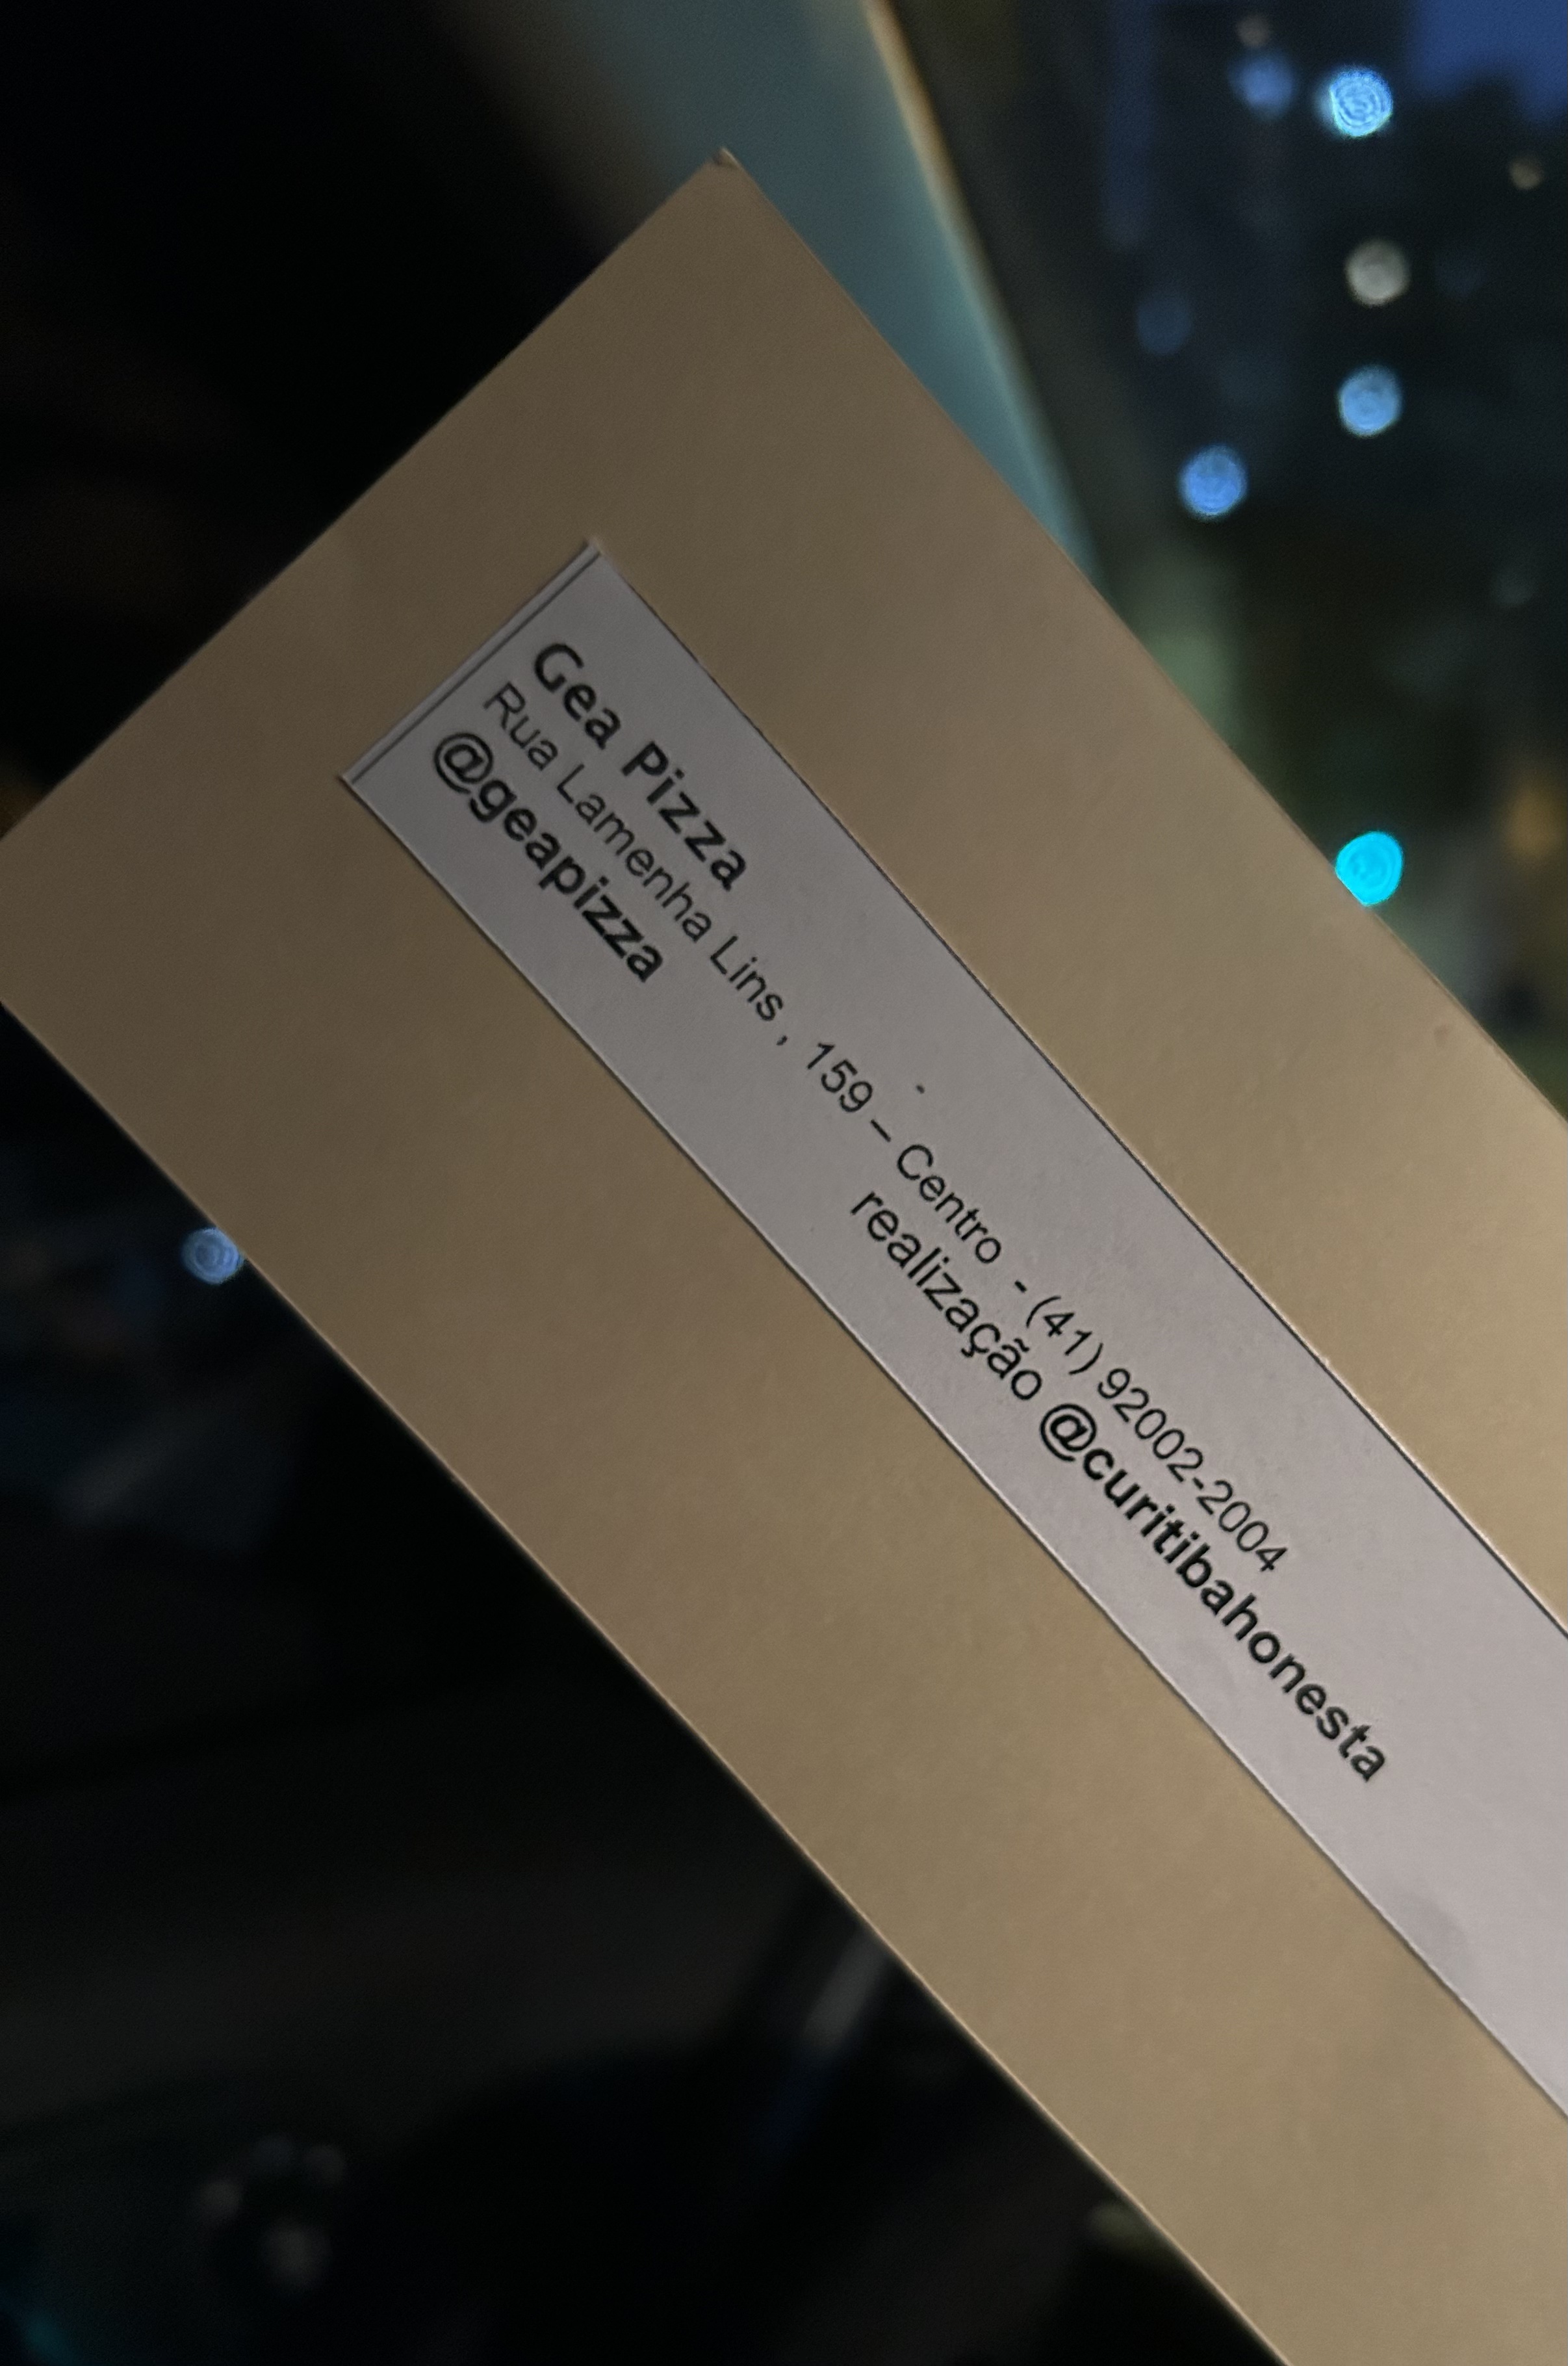 Gea Pizza
Rua Lamenha Lins , 159 – Centro - (41) 92002-2004
@geapizza
realização @curitibahonesta